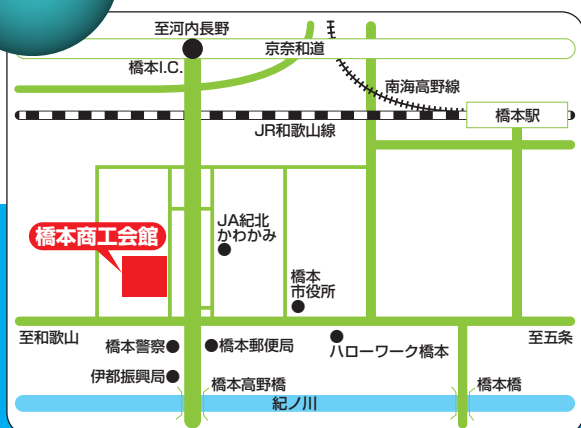 至河内長野
京奈和道
橋本I.C.
南海高野線
橋本駅
JR和歌山線
橋本商工会館
JA紀北
かわかみ
橋本
市役所
至和歌山
至五条
橋本警察
橋本郵便局
ハローワーク橋本
伊都振興局
橋本高野橋
橋本橋
紀ノ川